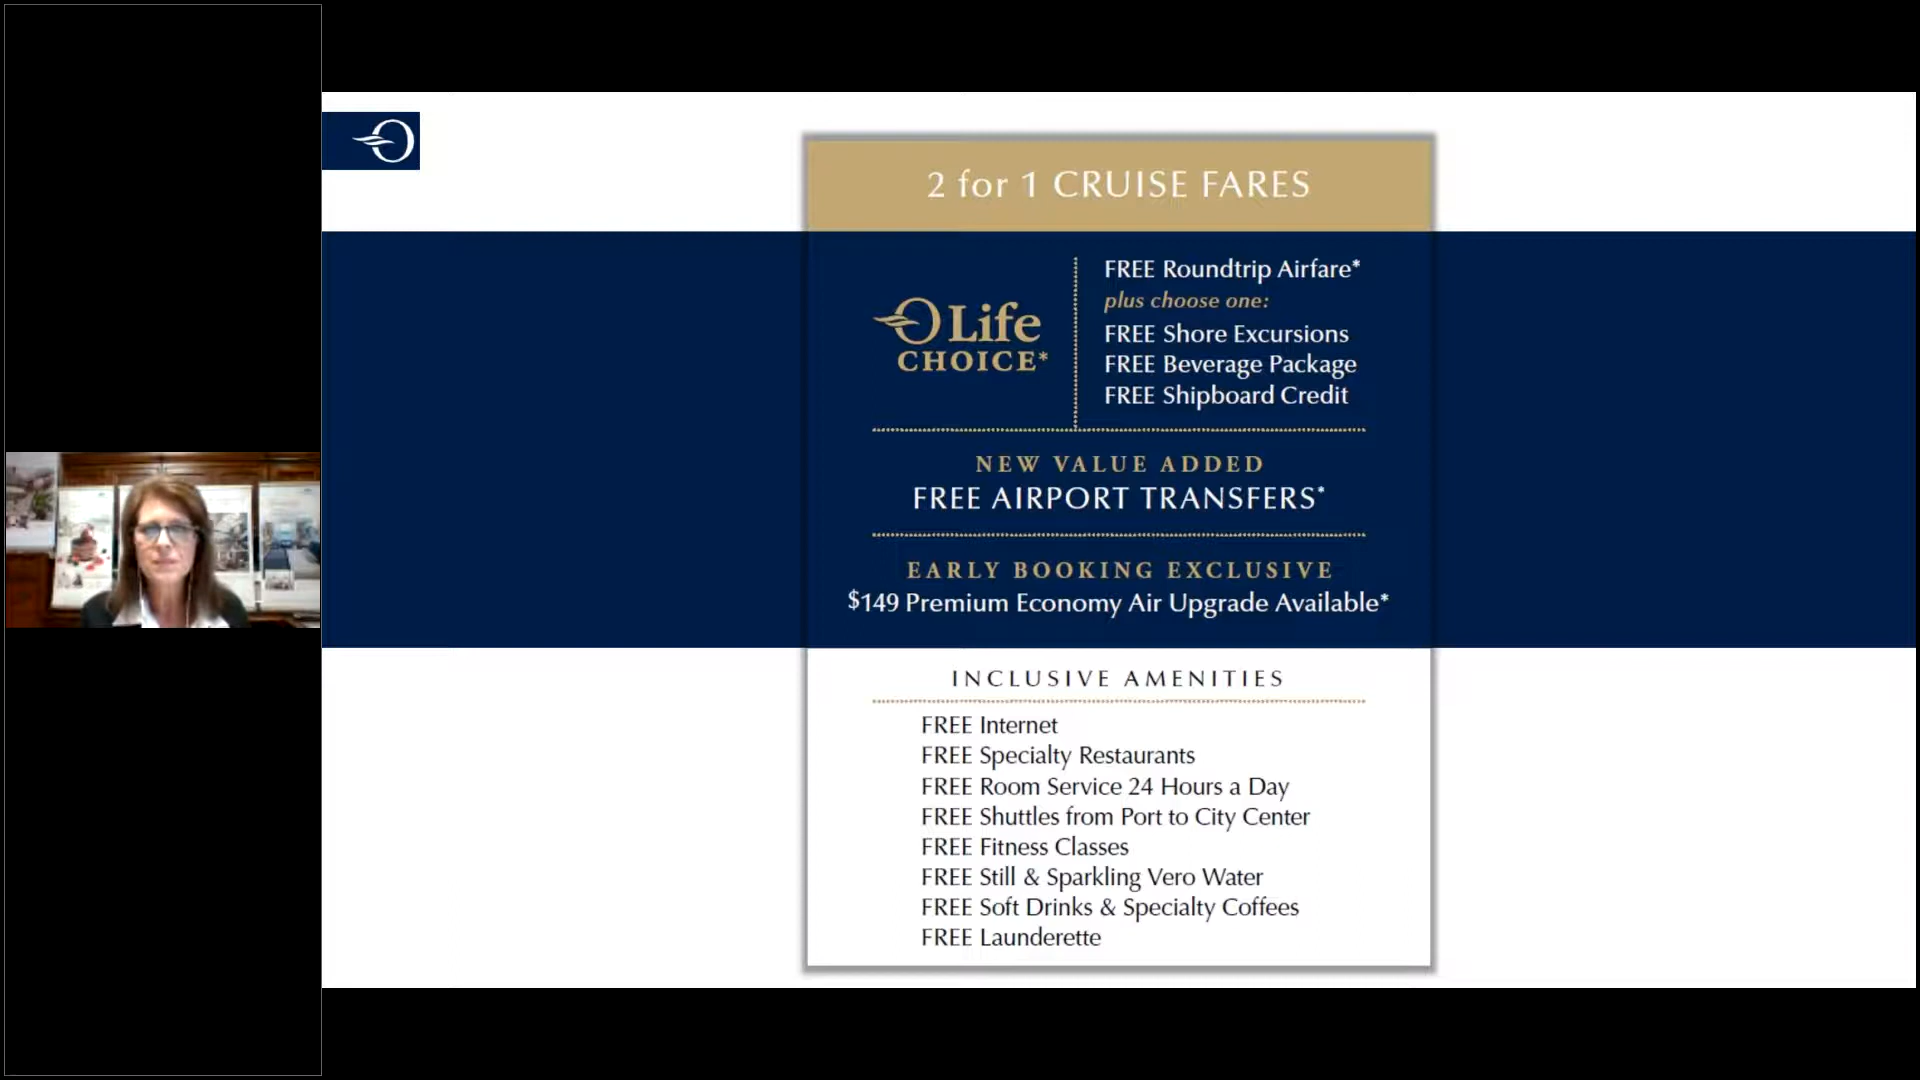 2 for 1 CRUISE FARES
O Life
CHOICE*
FREE Roundtrip Airfare*
plus choose one:
FREE Shore Excursions
FREE Beverage Package
FREE Shipboard Credit
NEW VALUE ADDED
FREE AIRPORT TRANSFERS*
EARLY BOOKING EXCLUSIVE
$149 Premium Economy Air Upgrade Available*
INCLUSIVE AMENITIES
FREE Internet
FREE Specialty Restaurants
FREE Room Service 24 Hours a Day
FREE Shuttles from Port to City Center
FREE Fitness Classes
FREE Still & Sparkling Vero Water
FREE Soft Drinks & Specialty Coffees
FREE Launderette